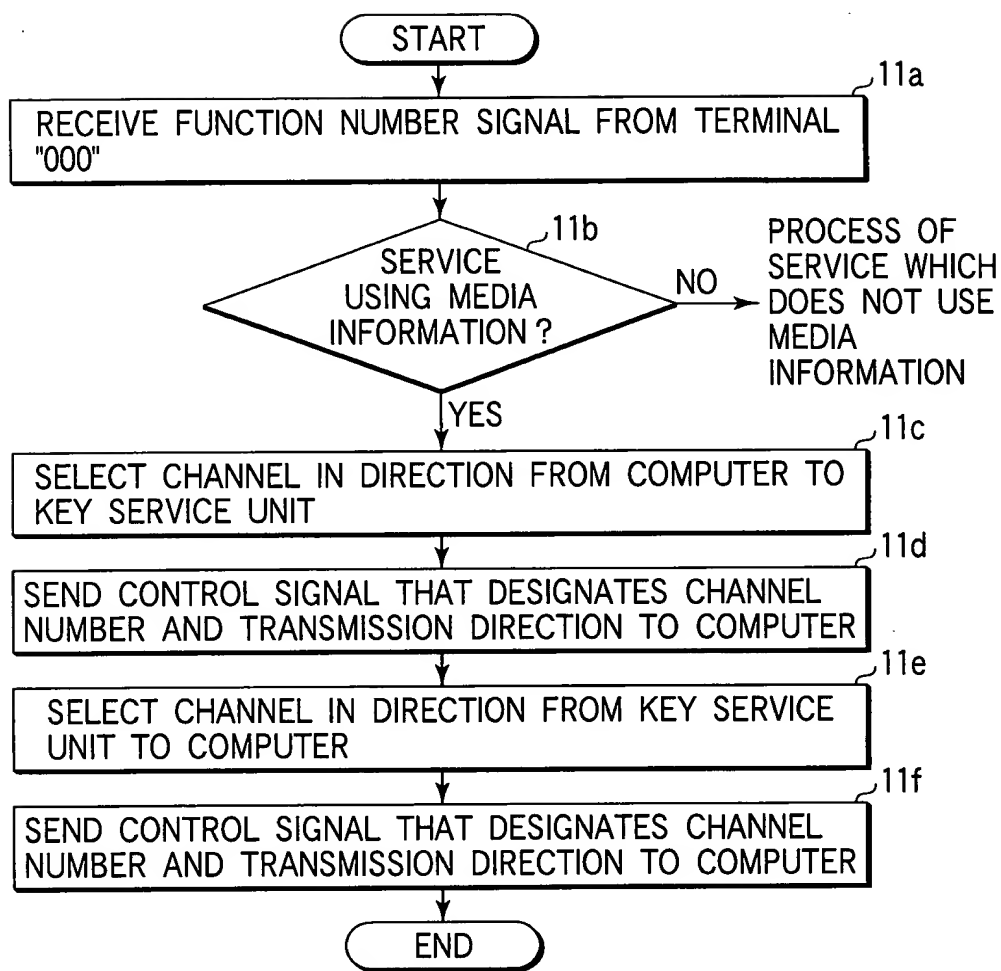 START
11a
RECEIVE FUNCTION NUMBER SIGNAL FROM TERMINAL
"000"
11b
SERVICE
USING MEDIA
INFORMATION ?
NO
PROCESS OF
SERVICE WHICH
DOES NOT USE
MEDIA
INFORMATION
YES
11c
SELECT CHANNEL IN DIRECTION FROM COMPUTER TO
KEY SERVICE UNIT
11d
SEND CONTROL SIGNAL THAT DESIGNATES CHANNEL
NUMBER AND TRANSMISSION DIRECTION TO COMPUTER
11e
SELECT CHANNEL IN DIRECTION FROM KEY SERVICE
UNIT TO COMPUTER
11f
SEND CONTROL SIGNAL THAT DESIGNATES CHANNEL
NUMBER AND TRANSMISSION DIRECTION TO COMPUTER
END